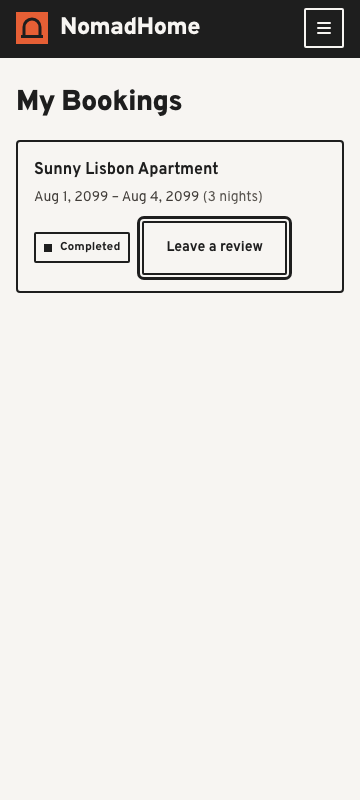 NomadHome
My Bookings
Sunny Lisbon Apartment
Aug 1, 2099 – Aug 4, 2099 (3 nights)
Completed
Leave a review